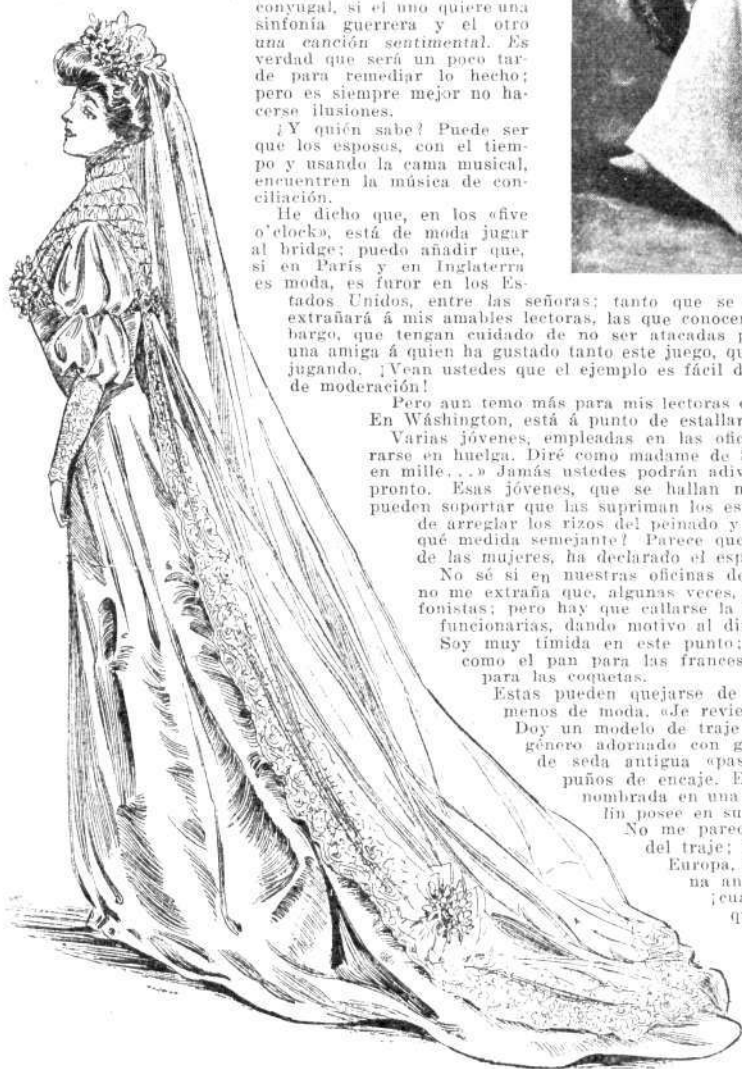 conyugal, si el uno quiere una
sinfonía guerrera y el otro
una canción sentimental. Es
verdad que será un poco tar-
de para remediar lo hecho;
pero es siempre mejor no ha-
cerse ilusiones.
¿Y quién sabe? Puede ser
que los esposos, con el tiem-
po y usando la cama musical,
encuentren la música de con-
ciliación.
He dicho que, en los «five
o'clock», está de moda jugar
al bridge; puedo añadir que,
si en París y en Inglaterra
es moda, es furor en los Es-
tados Unidos, entre las señoras; tanto que se
extrañará á mis amables lectoras, las que conocer
bargo, que tengan cuidado de no ser atacadas p
una amiga á quien ha gustado tanto este juego, qu
jugando. ¡Vean ustedes que el ejemplo es fácil d
de moderación!
Pero aun temo más para mis lectoras
En Wáshington, está á punto de estallar
Varias jóvenes, empleadas en las ofic
rarse en huelga. Diré como madame de
en mille...» Jamás ustedes podrán adiv
pronto. Esas jóvenes, que se hallan
pueden soportar que las supriman los es
de arreglar los rizos del peinado y
qué medida semejante? Parece que
de las mujeres, ha declarado el esp
No sé si en nuestras oficinas de
no me extraña que, algunas veces,
fonistas; pero hay que callarse la
funcionarias, dando motivo al di
Soy muy tímida en este punto;
como el pan para las frances
para las coquetas.
Estas pueden quejarse de
menos de moda. «Je revie
Doy un modelo de traje
género adornado con g
de seda antigua «pas
puños de encaje. E
nombrada en una
lin posee en su
No me parec
del traje;
Europa,
na an
¡cua
q